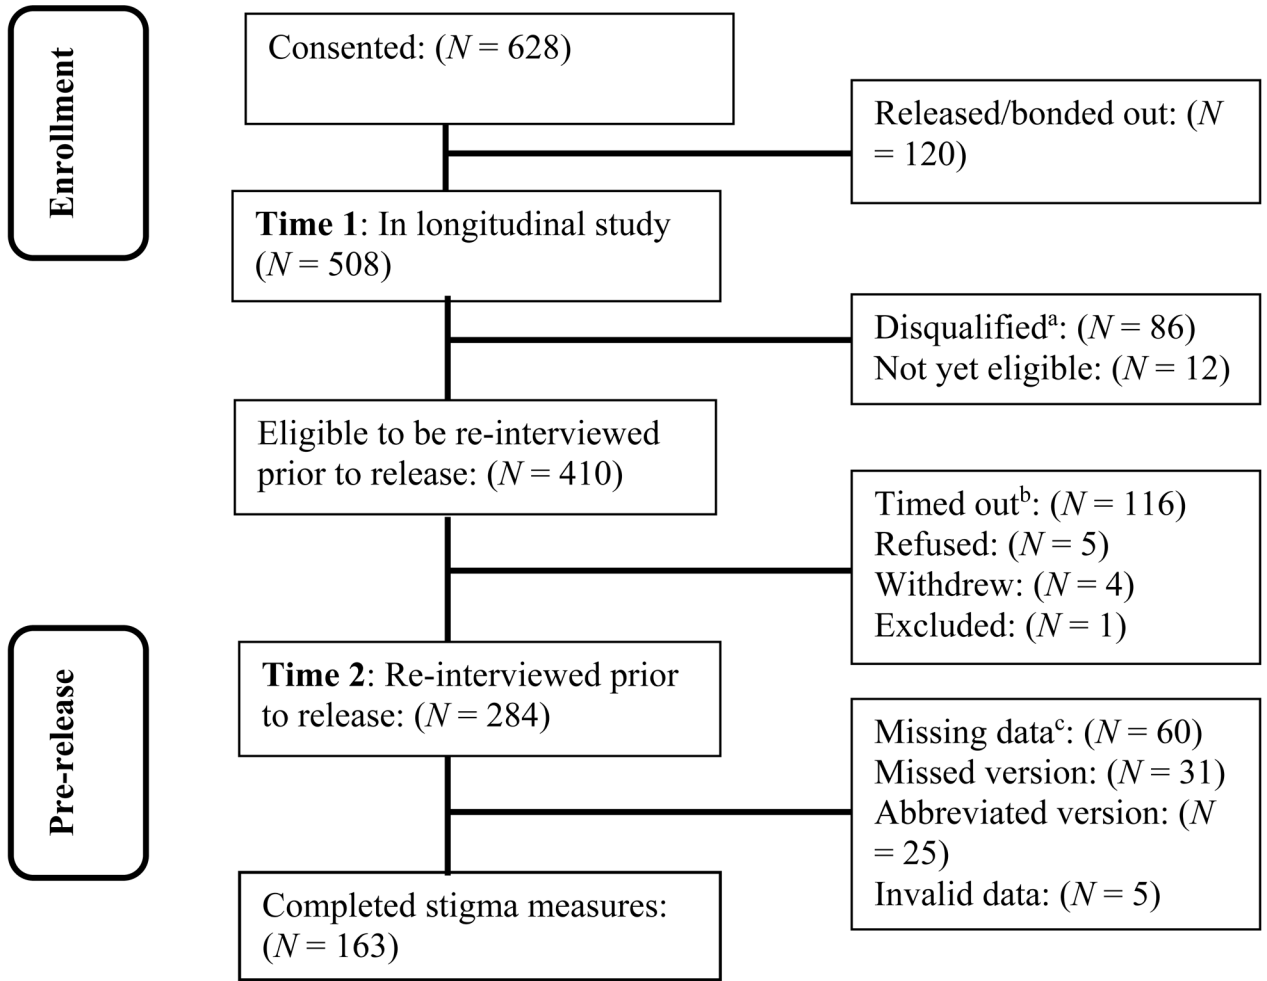 Enrollment
Consented: (N = 628)
Released/bonded out: (N
= 120)
Time 1: In longitudinal study
(N = 508)
Disqualifiedᵃ: (N = 86)
Not yet eligible: (N = 12)
Eligible to be re-interviewed
prior to release: (N = 410)
Timed outᵇ: (N = 116)
Refused: (N = 5)
Withdrew: (N = 4)
Excluded: (N = 1)
Pre-release
Time 2: Re-interviewed prior
to release: (N = 284)
Missing dataᶜ: (N = 60)
Missed version: (N = 31)
Abbreviated version: (N
= 25)
Invalid data: (N = 5)
Completed stigma measures:
(N = 163)